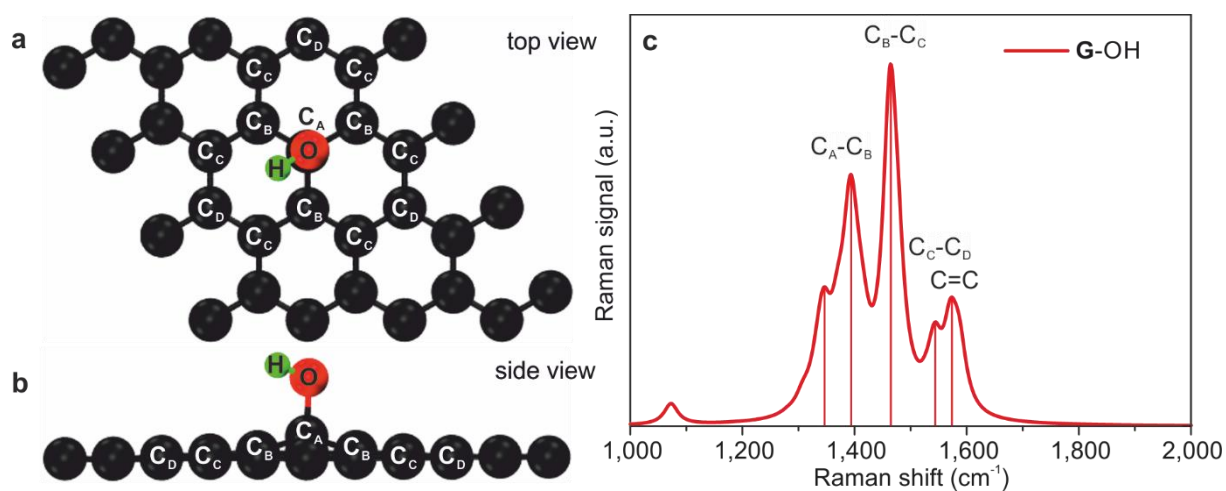 a
top view
C_D
C_C C_C
C_B C_A C_B
C_C H O C_C
C_D C_B C_D
C_C C_C
b
side view
H O
C_D C_C C_B C_A C_B C_C C_D
c
G-OH
C_B-C_C
C_A-C_B
C_C-C_D
C=C
Raman signal (a.u.)
1,000 1,200 1,400 1,600 1,800 2,000
Raman shift (cm⁻¹)